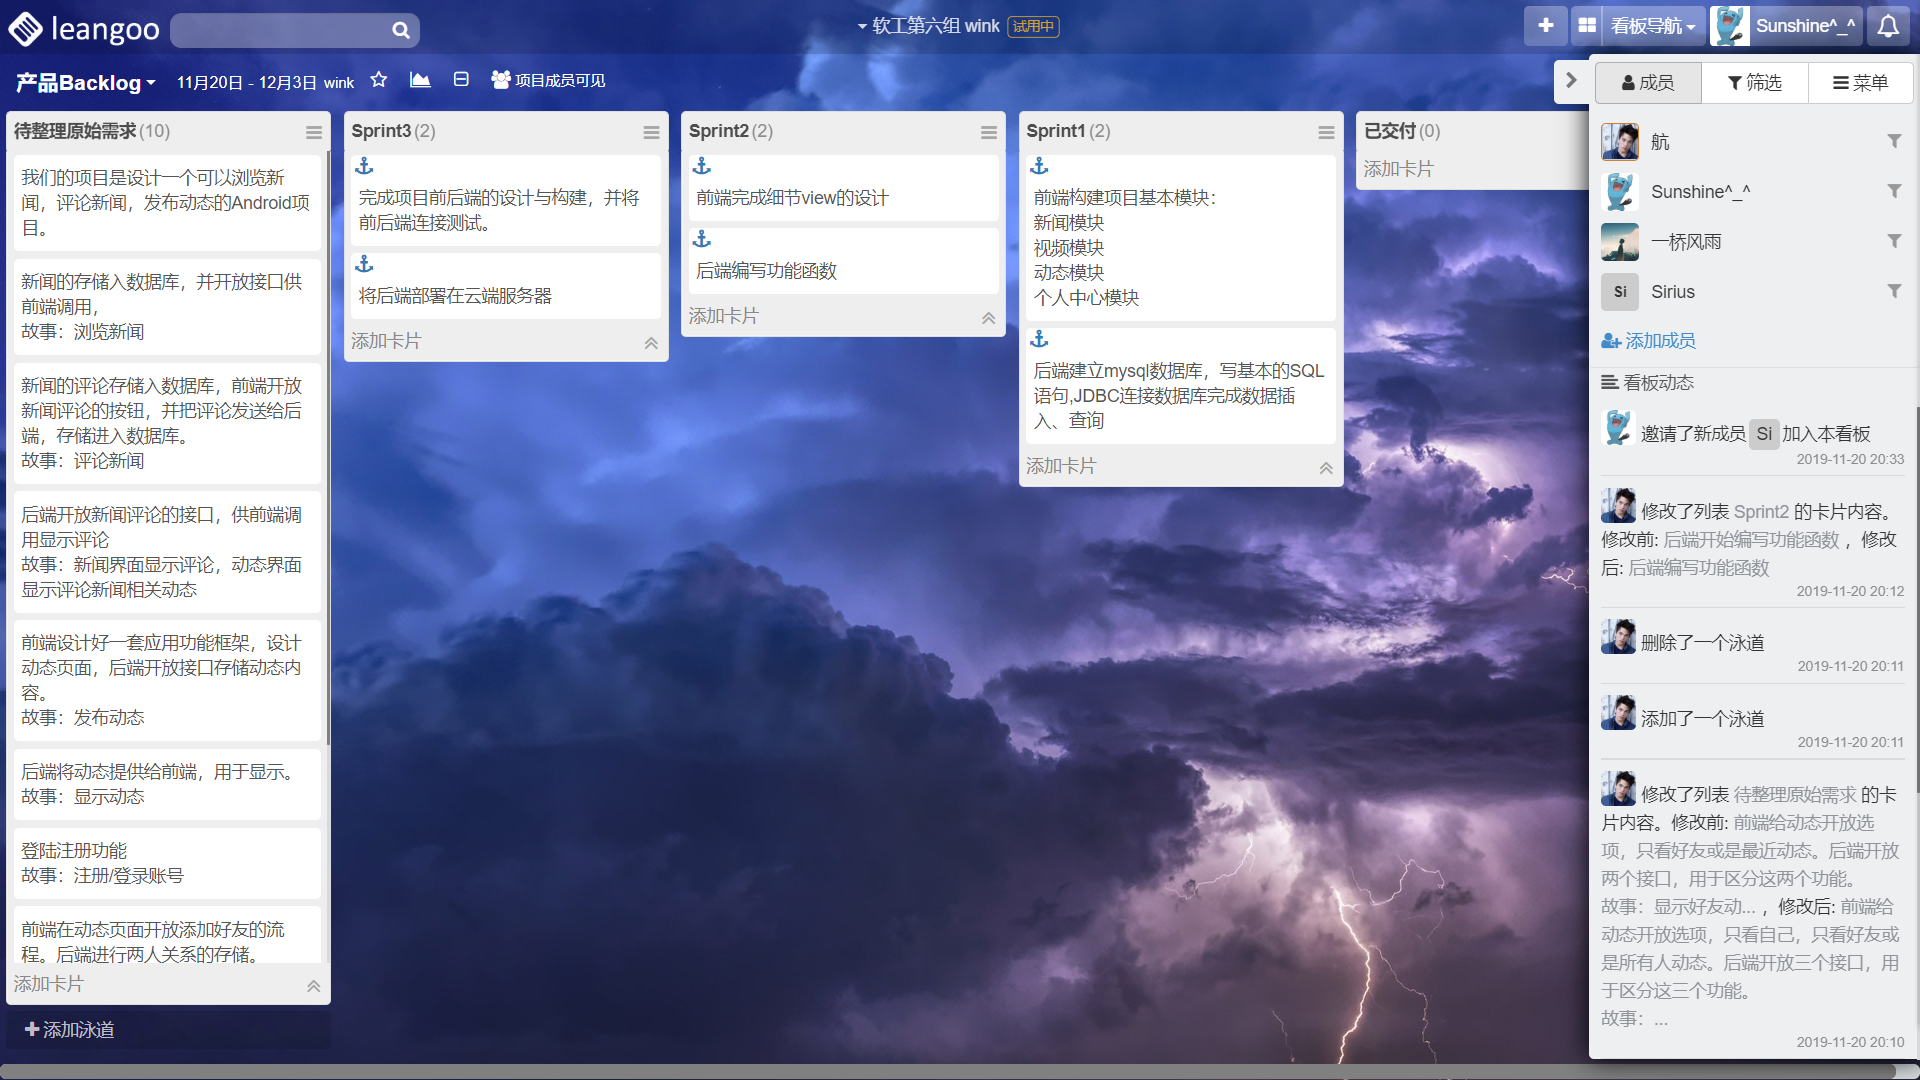 leangoo
软工第六组 wink 试用中
看板导航
Sunshine^_^
产品Backlog
11月20日 - 12月3日 wink
项目成员可见
待整理原始需求(10)
我们的项目是设计一个可以浏览新
闻，评论新闻，发布动态的Android项
目。
新闻的存储入数据库，并开放接口供
前端调用，
故事：浏览新闻
新闻的评论存储入数据库，前端开放
新闻评论的按钮，并把评论发送给后
端，存储进入数据库。
故事：评论新闻
后端开放新闻评论的接口，供前端调
用显示评论
故事：新闻界面显示评论，动态界面
显示评论新闻相关动态
前端设计好一套应用功能框架，设计
动态页面，后端开放接口存储动态内
容。
故事：发布动态
后端将动态提供给前端，用于显示。
故事：显示动态
登陆注册功能
故事：注册/登录账号
前端在动态页面开放添加好友的流
程。后端进行两人关系的存储。
添加卡片
添加泳道
Sprint3(2)
完成项目前后端的设计与构建，并将
前后端连接测试。
将后端部署在云端服务器
添加卡片
Sprint2(2)
前端完成细节view的设计
后端编写功能函数
添加卡片
Sprint1(2)
前端构建项目基本模块：
新闻模块
视频模块
动态模块
个人中心模块
后端建立mysql数据库，写基本的SQL
语句,JDBC连接数据库完成数据插
入、查询
添加卡片
已交付(0)
添加卡片
成员
筛选
菜单
航
Sunshine^_^
一桥风雨
Si Sirius
添加成员
看板动态
邀请了新成员 Si 加入本看板
2019-11-20 20:33
修改了列表 Sprint2 的卡片内容。
修改前: 后端开始编写功能函数 ，修改
后: 后端编写功能函数
2019-11-20 20:12
删除了一个泳道
2019-11-20 20:11
添加了一个泳道
2019-11-20 20:11
修改了列表 待整理原始需求 的卡
片内容。修改前: 前端给动态开放选
项，只看好友或是最近动态。后端开放
两个接口，用于区分这两个功能。
故事：显示好友动... ，修改后: 前端给
动态开放选项，只看自己，只看好友或
是所有人动态。后端开放三个接口，用
于区分这三个功能。
故事：...
2019-11-20 20:10